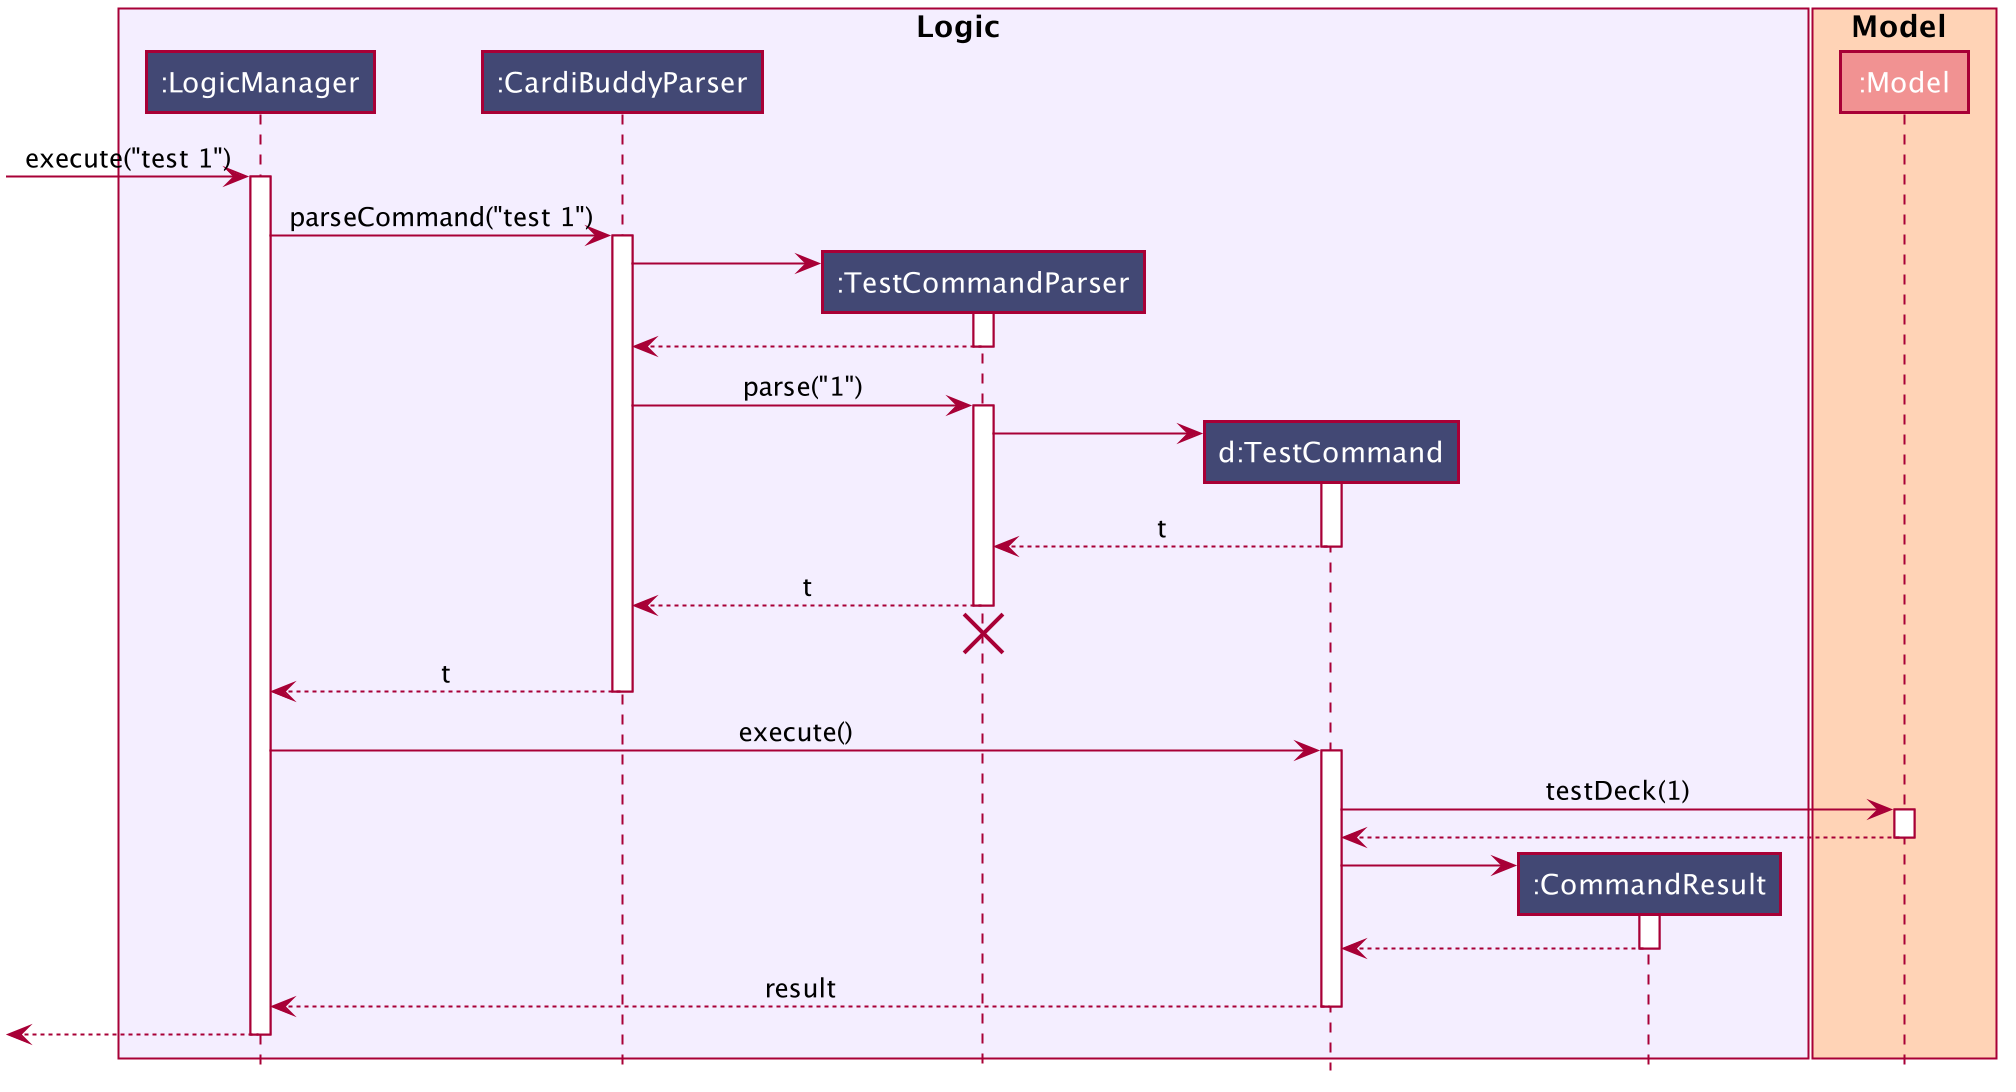 Logic
Model
:LogicManager
:CardiBuddyParser
:Model
execute("test 1")
parseCommand("test 1")
:TestCommandParser
parse("1")
d:TestCommand
t
t
t
execute()
testDeck(1)
:CommandResult
result